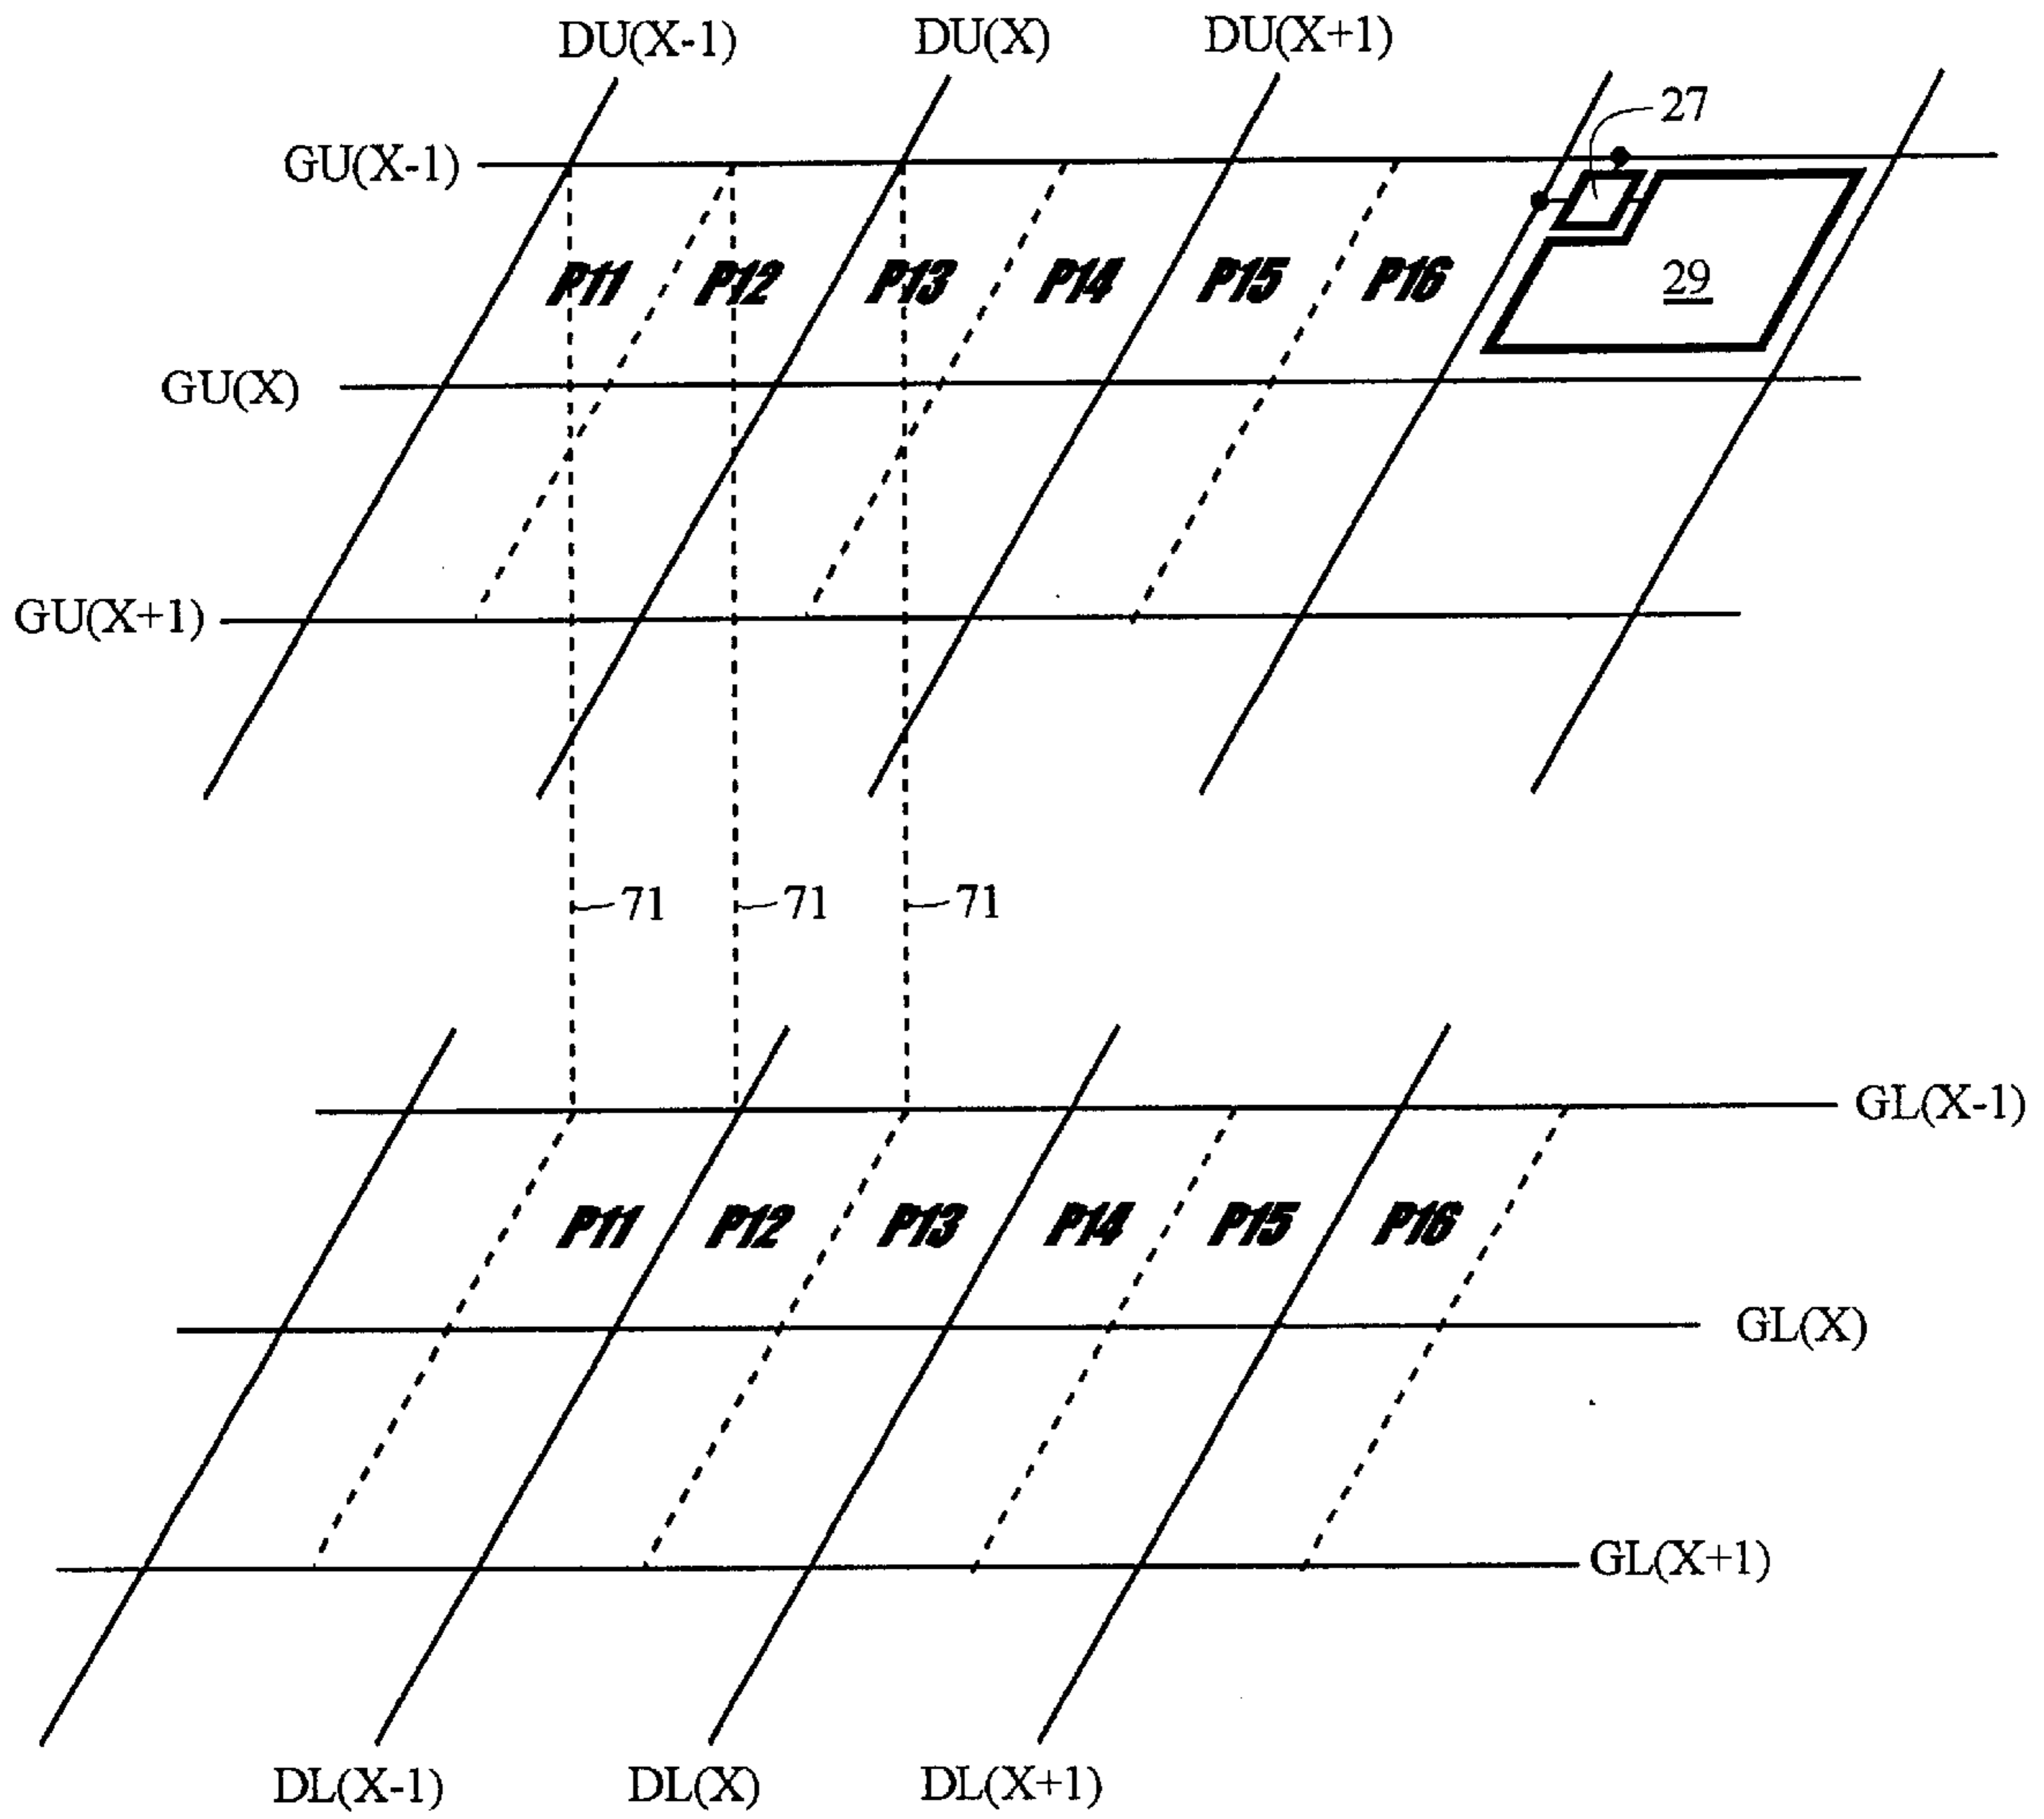 DU(X-1) DU(X) DU(X+1)
27
GU(X-1)
P11 P12 P13 P14 P15 P16
29
GU(X)
GU(X+1)
71 71 71
GL(X-1)
P11 P12 P13 P14 P15 P16
GL(X)
GL(X+1)
DL(X-1) DL(X) DL(X+1)